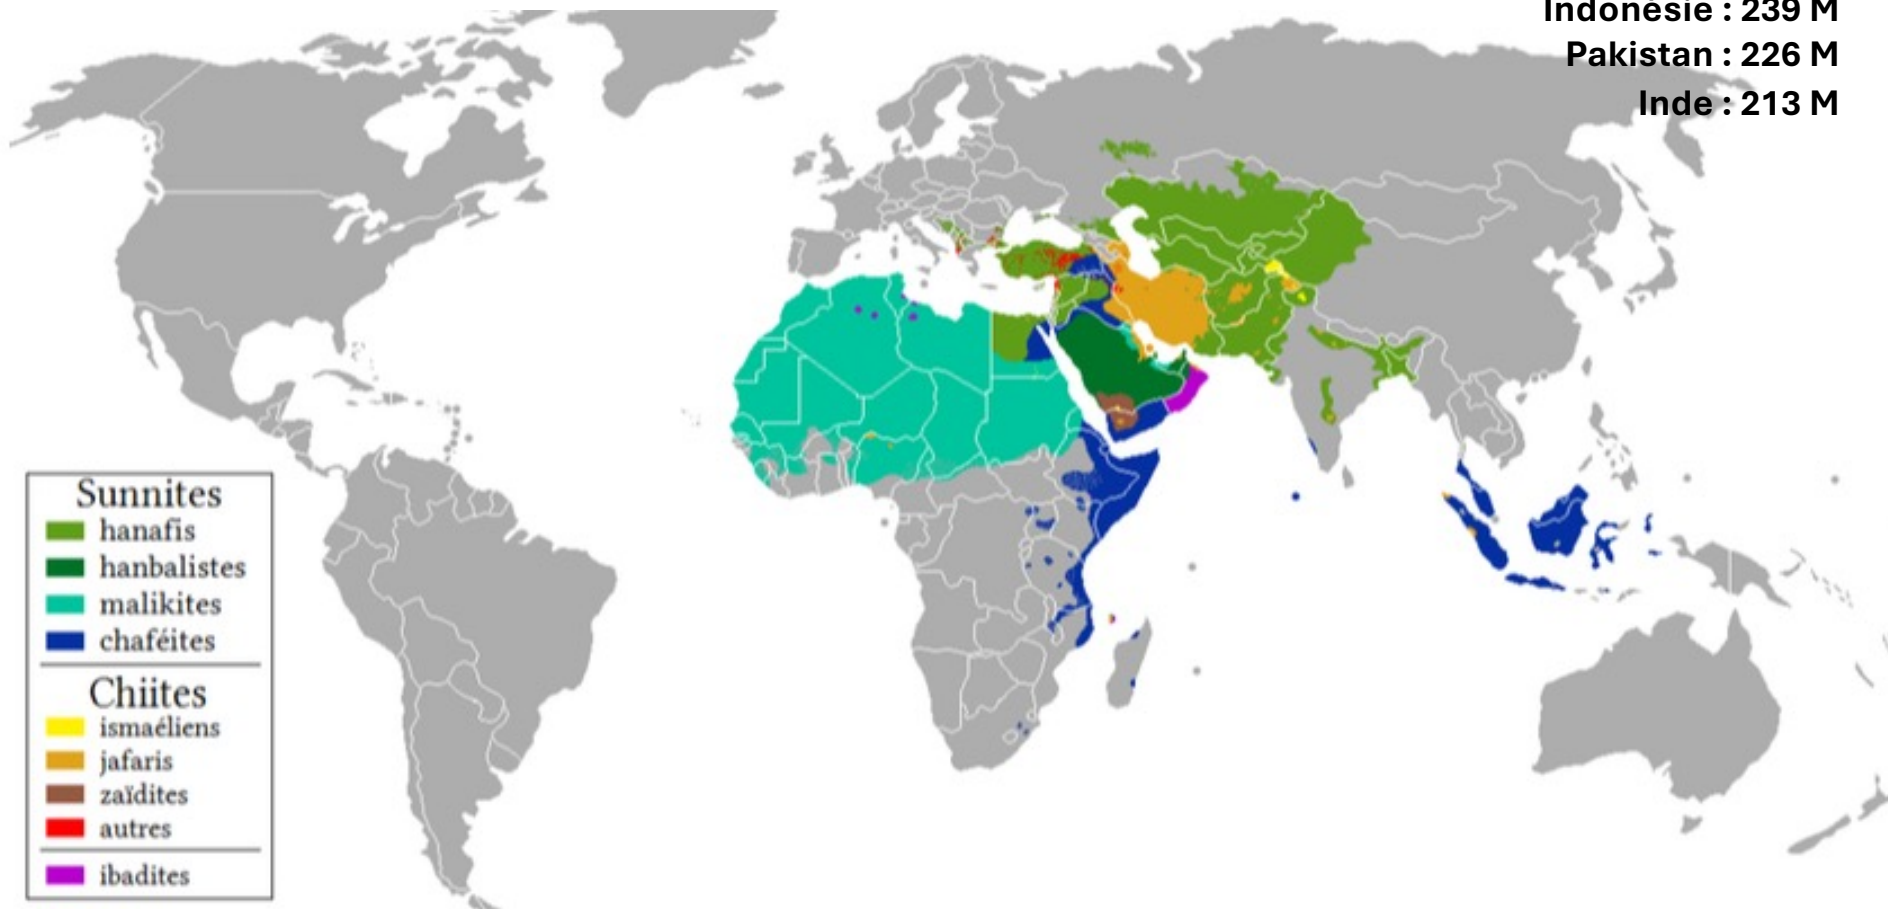 Indonésie : 239 M
Pakistan : 226 M
Inde : 213 M
Sunnites
hanafis
hanbalistes
malikites
chaféites
Chiites
ismaéliens
jafaris
zaïdites
autres
ibadites